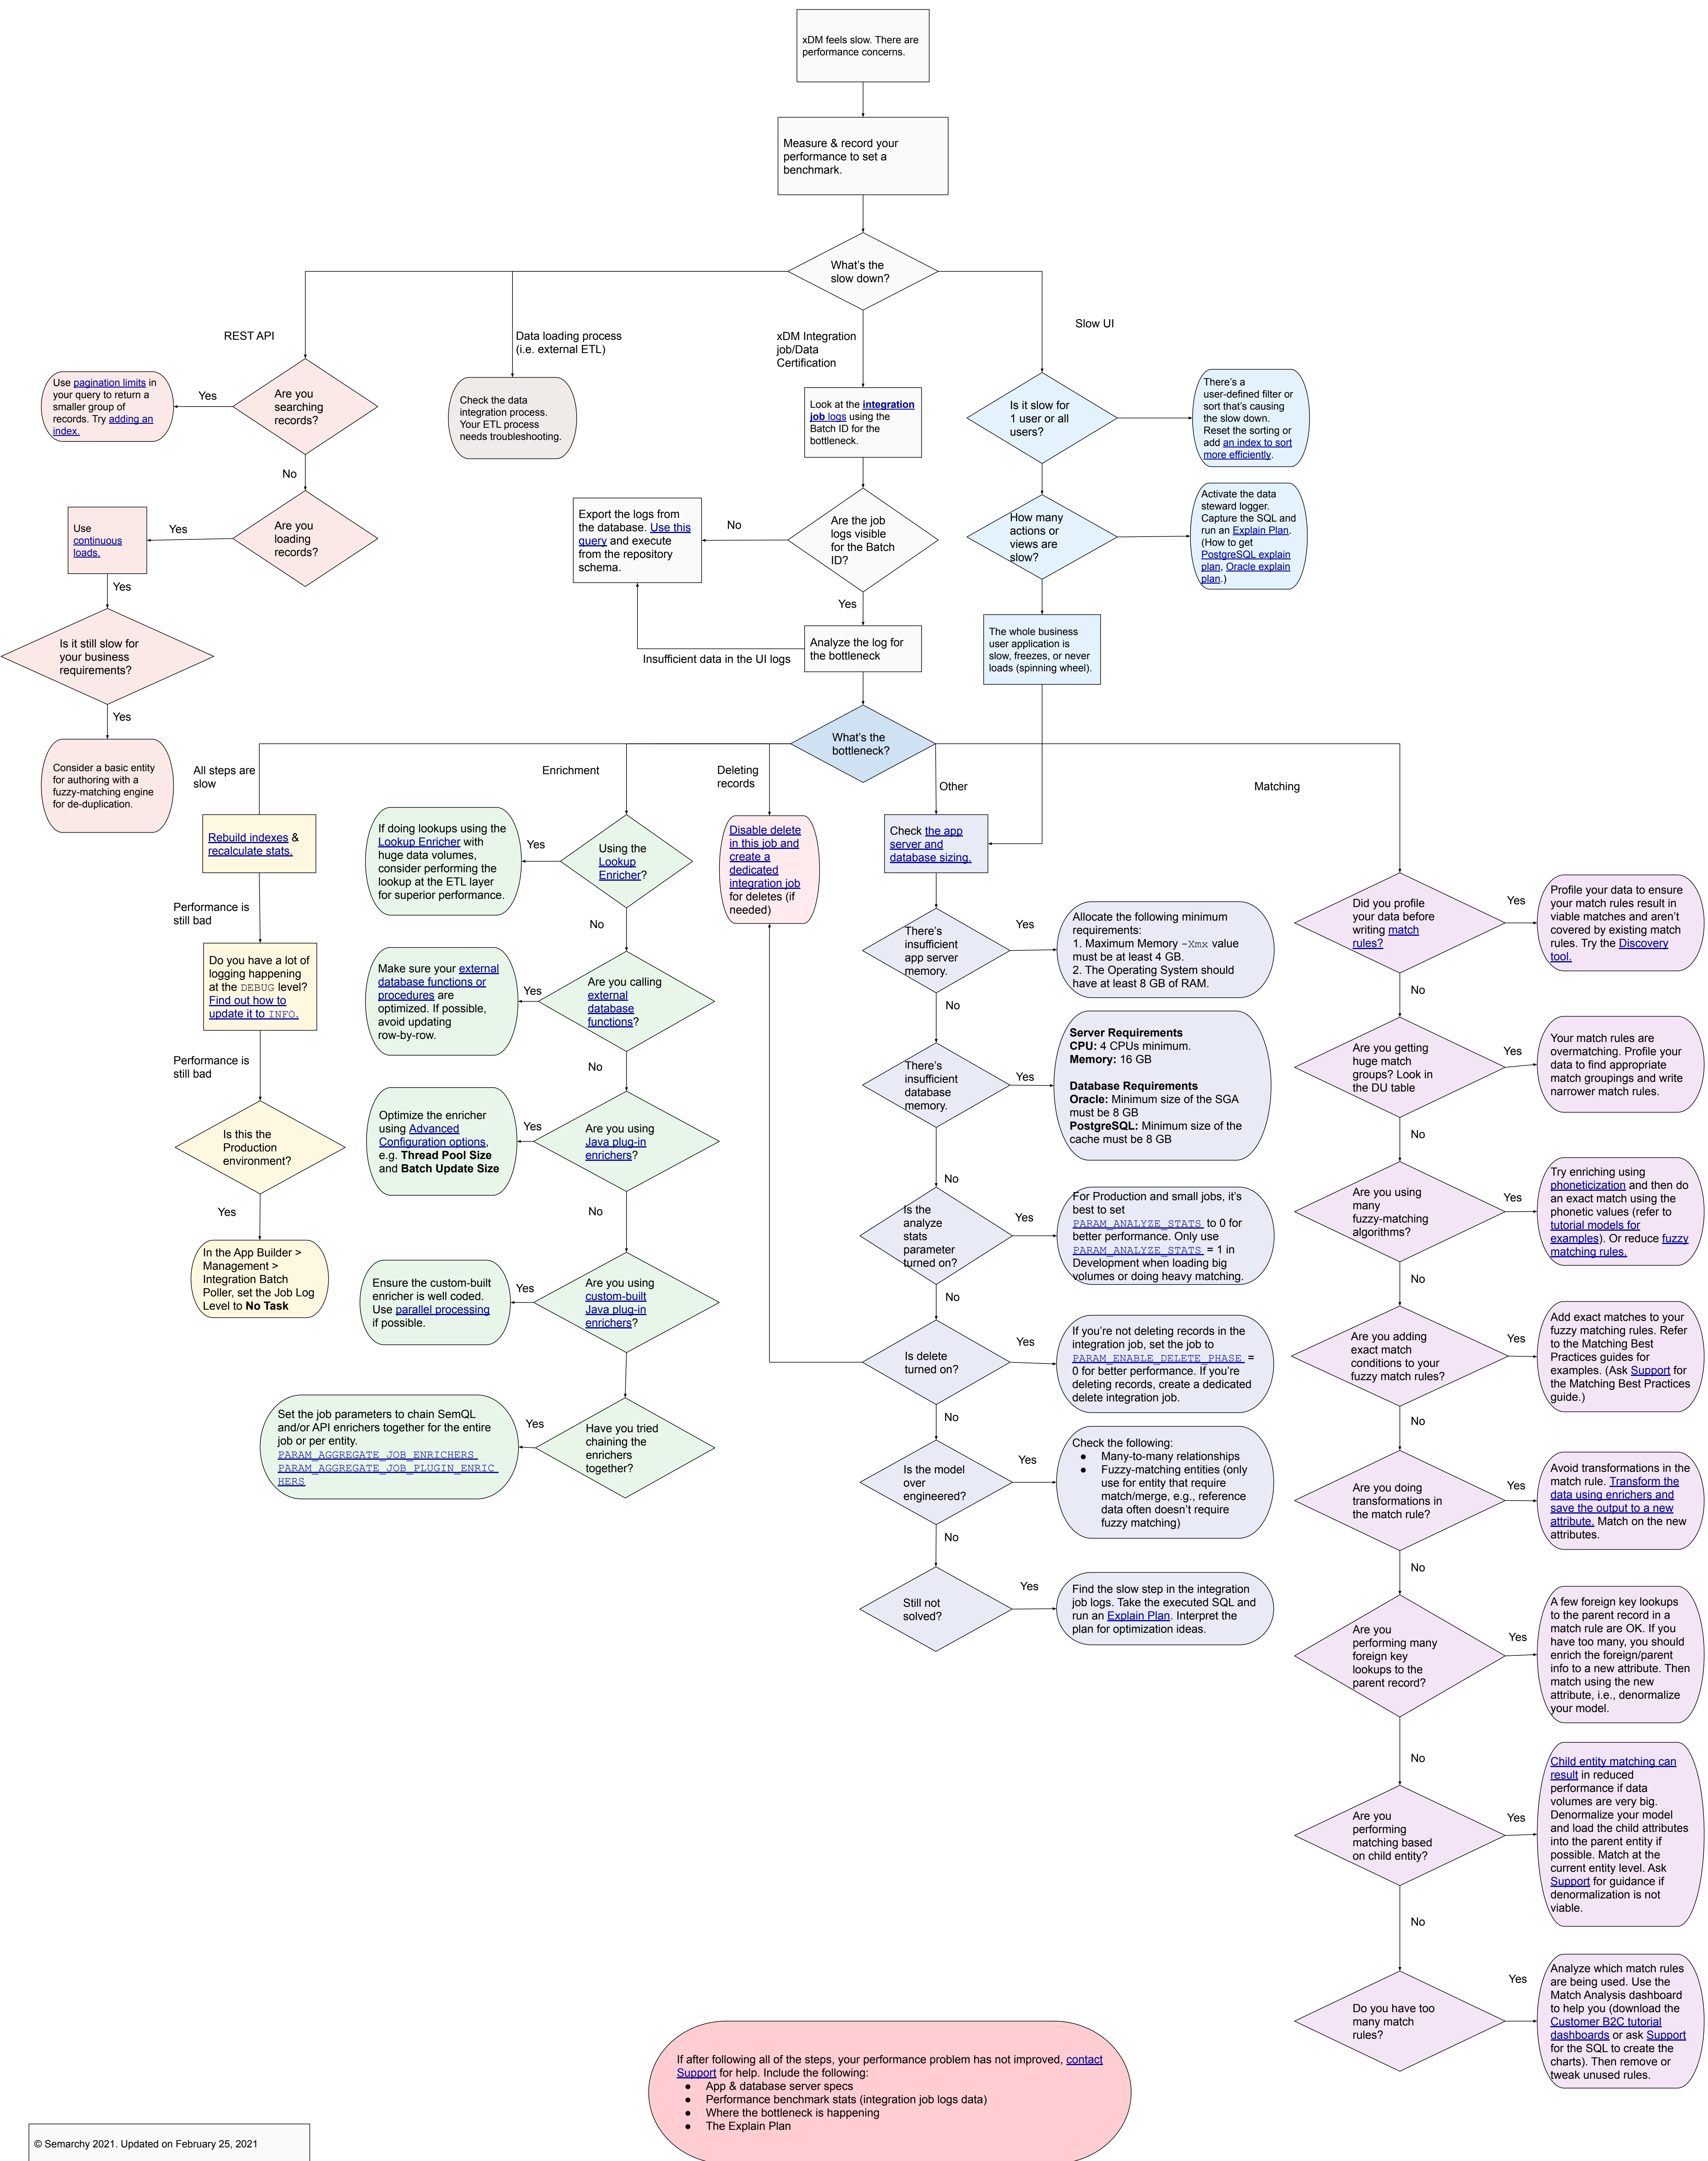 xDM feels slow. There are
performance concerns.
Measure & record your
performance to set a
benchmark.
What's the
slow down?
REST API
Data loading process
(i.e. external ETL)
xDM Integration
job/Data
Certification
Slow UI
Use pagination limits in
your query to return a
smaller group of
records. Try adding an
index.
Yes
Are you
searching
records?
Check the data
integration process.
Your ETL process
needs troubleshooting.
Look at the integration
job logs using the
Batch ID for the
bottleneck.
Is it slow for
1 user or all
users?
There's a
user-defined filter or
sort that's causing
the slow down.
Reset the sorting or
add an index to sort
more efficiently.
No
Use
continuous
loads.
Yes
Are you
loading
records?
Export the logs from
the database. Use this
query and execute
from the repository
schema.
No
Are the job
logs visible
for the Batch
ID?
How many
actions or
views are
slow?
Activate the data
steward logger.
Capture the SQL and
run an Explain Plan.
(How to get
PostgreSQL explain
plan, Oracle explain
plan.)
Yes
Yes
Is it still slow for
your business
requirements?
Insufficient data in the UI logs
Analyze the log for
the bottleneck
The whole business
user application is
slow, freezes, or never
loads (spinning wheel).
Yes
What's the
bottleneck?
Consider a basic entity
for authoring with a
fuzzy-matching engine
for de-duplication.
All steps are
slow
Enrichment
Deleting
records
Other
Matching
Rebuild indexes &
recalculate stats.
Performance is
still bad
Do you have a lot of
logging happening
at the DEBUG level?
Find out how to
update it to INFO.
Performance is
still bad
Is this the
Production
environment?
Yes
In the App Builder >
Management >
Integration Batch
Poller, set the Job Log
Level to No Task
If doing lookups using the
Lookup Enricher with
huge data volumes,
consider performing the
lookup at the ETL layer
for superior performance.
Yes
Using the
Lookup
Enricher?
No
Make sure your external
database functions or
procedures are
optimized. If possible,
avoid updating
row-by-row.
Yes
Are you calling
external
database
functions?
No
Optimize the enricher
using Advanced
Configuration options,
e.g. Thread Pool Size
and Batch Update Size
Yes
Are you using
Java plug-in
enrichers?
No
Ensure the custom-built
enricher is well coded.
Use parallel processing
if possible.
Yes
Are you using
custom-built
Java plug-in
enrichers?
Set the job parameters to chain SemQL
and/or API enrichers together for the entire
job or per entity.
PARAM_AGGREGATE_JOB_ENRICHERS
PARAM_AGGREGATE_JOB_PLUGIN_ENRIC
HERS
Yes
Have you tried
chaining the
enrichers
together?
Disable delete
in this job and
create a
dedicated
integration job
for deletes (if
needed)
Check the app
server and
database sizing.
There's
insufficient
app server
memory.
Yes
Allocate the following minimum
requirements:
1. Maximum Memory -Xmx value
must be at least 4 GB.
2. The Operating System should
have at least 8 GB of RAM.
No
There's
insufficient
database
memory.
Yes
Server Requirements
CPU: 4 CPUs minimum.
Memory: 16 GB
Database Requirements
Oracle: Minimum size of the SGA
must be 8 GB
PostgreSQL: Minimum size of the
cache must be 8 GB
No
Is the
analyze
stats
parameter
turned on?
Yes
For Production and small jobs, it's
best to set
PARAM_ANALYZE_STATS to 0 for
better performance. Only use
PARAM_ANALYZE_STATS = 1 in
Development when loading big
volumes or doing heavy matching.
No
Is delete
turned on?
Yes
If you're not deleting records in the
integration job, set the job to
PARAM_ENABLE_DELETE_PHASE =
0 for better performance. If you're
deleting records, create a dedicated
delete integration job.
No
Is the model
over
engineered?
Yes
Check the following:
● Many-to-many relationships
● Fuzzy-matching entities (only
use for entity that require
match/merge, e.g., reference
data often doesn't require
fuzzy matching)
No
Still not
solved?
Yes
Find the slow step in the integration
job logs. Take the executed SQL and
run an Explain Plan. Interpret the
plan for optimization ideas.
Did you profile
your data before
writing match
rules?
Yes
Profile your data to ensure
your match rules result in
viable matches and aren't
covered by existing match
rules. Try the Discovery
tool.
No
Are you getting
huge match
groups? Look in
the DU table
Yes
Your match rules are
overmatching. Profile your
data to find appropriate
match groupings and write
narrower match rules.
No
Are you using
many
fuzzy-matching
algorithms?
Yes
Try enriching using
phoneticization and then do
an exact match using the
phonetic values (refer to
tutorial models for
examples). Or reduce fuzzy
matching rules.
No
Are you adding
exact match
conditions to your
fuzzy match rules?
Yes
Add exact matches to your
fuzzy matching rules. Refer
to the Matching Best
Practices guides for
examples. (Ask Support for
the Matching Best Practices
guide.)
No
Are you doing
transformations in
the match rule?
Yes
Avoid transformations in the
match rule. Transform the
data using enrichers and
save the output to a new
attribute. Match on the new
attributes.
No
Are you
performing many
foreign key
lookups to the
parent record?
Yes
A few foreign key lookups
to the parent record in a
match rule are OK. If you
have too many, you should
enrich the foreign/parent
info to a new attribute. Then
match using the new
attribute, i.e., denormalize
your model.
No
Are you
performing
matching based
on child entity?
Yes
Child entity matching can
result in reduced
performance if data
volumes are very big.
Denormalize your model
and load the child attributes
into the parent entity if
possible. Match at the
current entity level. Ask
Support for guidance if
denormalization is not
viable.
No
Do you have too
many match
rules?
Yes
Analyze which match rules
are being used. Use the
Match Analysis dashboard
to help you (download the
Customer B2C tutorial
dashboards or ask Support
for the SQL to create the
charts). Then remove or
tweak unused rules.
If after following all of the steps, your performance problem has not improved, contact
Support for help. Include the following:
● App & database server specs
● Performance benchmark stats (integration job logs data)
● Where the bottleneck is happening
● The Explain Plan
© Semarchy 2021. Updated on February 25, 2021